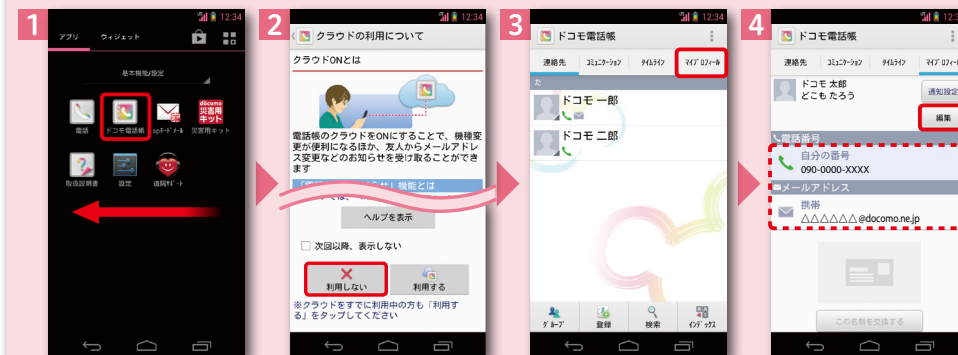 1
12:34
アプリ
ウィジェット
基本機能/設定
電話
ドコモ電話帳
spモードメール
docomo
災害用
キット
災害用キット
取扱説明書
設定
遠隔サポート
2
12:34
クラウドの利用について
クラウドONとは
電話帳のクラウドをONにすることで、機種変
更が便利になるほか、友人からメールアドレ
ス変更などのお知らせを受け取ることができ
ます
機能とは
ヘルプを表示
次回以降、表示しない
利用しない
利用する
※クラウドをすでに利用中の方も「利用す
る」をタップしてください
3
12:34
ドコモ電話帳
連絡先
コミュニケーション
タイムライン
マイプロフィール
た
ドコモ 一郎
ドコモ 二郎
グループ
登録
検索
インデックス
4
12:3
ドコモ電話帳
連絡先
コミュニケーション
タイムライン
マイプロフィール
ドコモ 太郎
どこも たろう
通知設定
編集
電話番号
自分の番号
090-0000-XXXX
メールアドレス
携帯
△△△△△△@docomo.ne.jp
この名刺を交換する